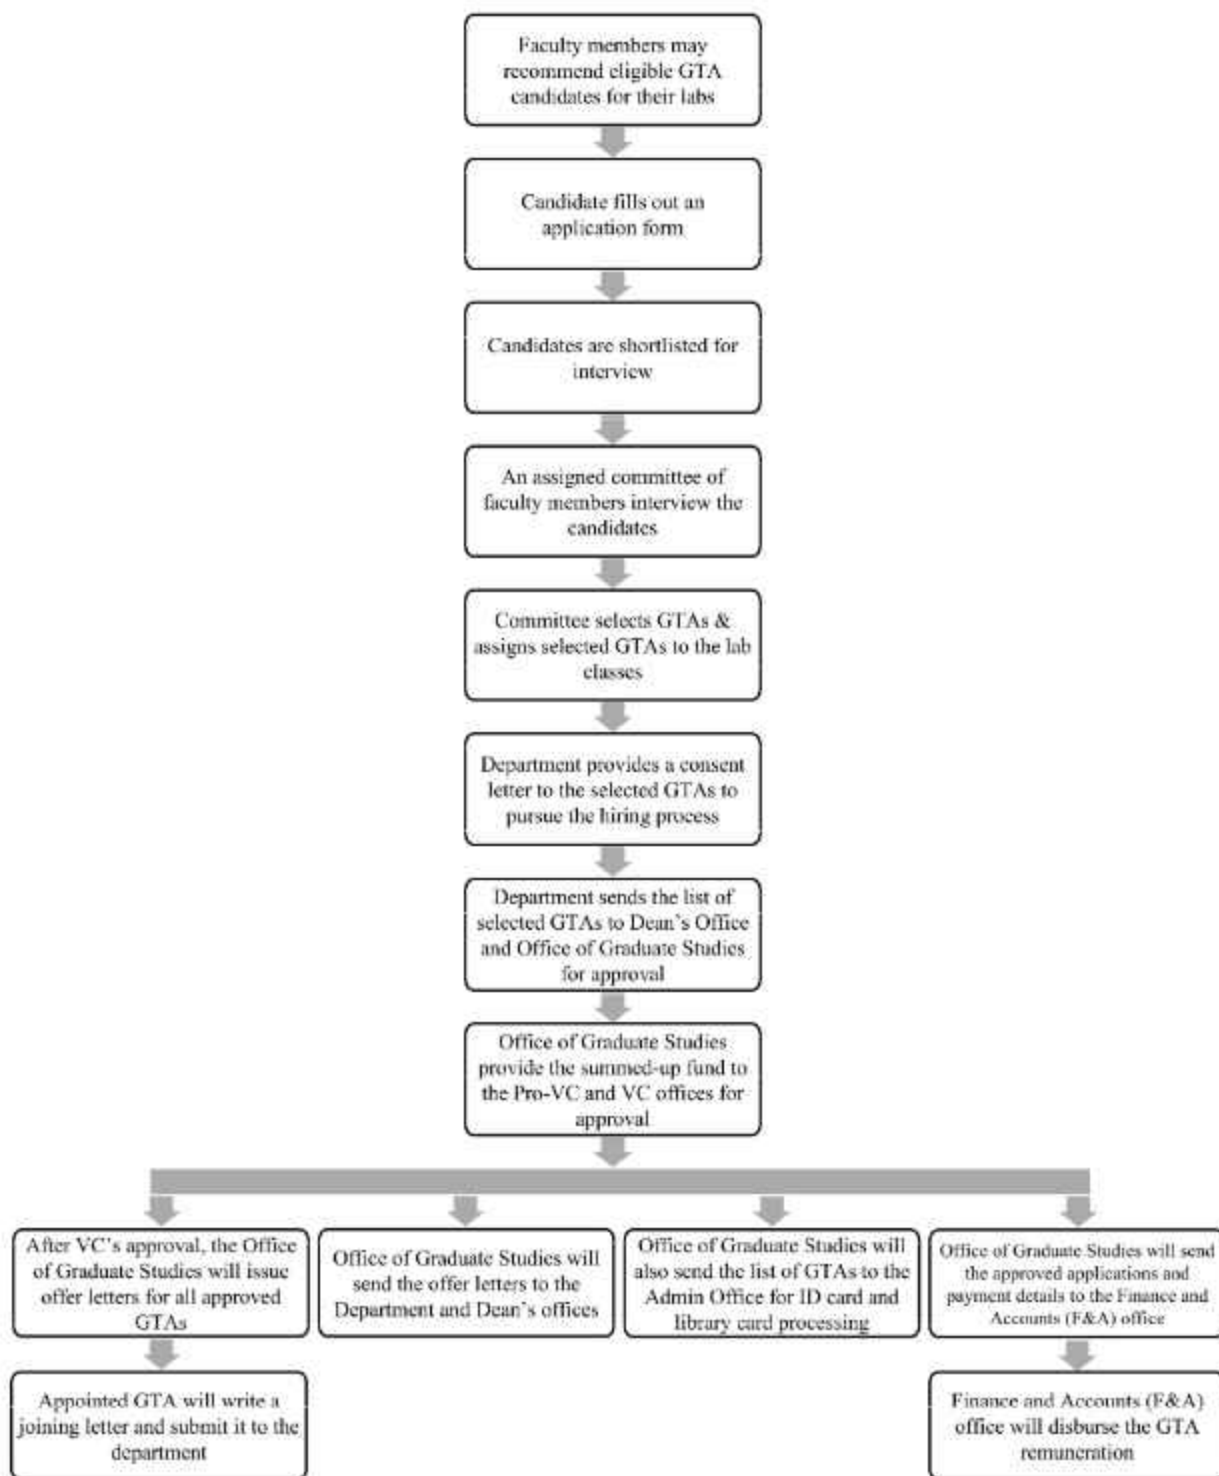 Faculty members may
recommend eligible GTA
candidates for their labs
Candidate fills out an
application form
Candidates are shortlisted for
interview
An assigned committee of
faculty members interview the
candidates
Committee selects GTAs &
assigns selected GTAs to the lab
classes
Department provides a consent
letter to the selected GTAs to
pursue the hiring process
Department sends the list of
selected GTAs to Dean's Office
and Office of Graduate Studies
for approval
Office of Graduate Studies
provide the summed-up fund to
the Pro-VC and VC offices for
approval
After VC's approval, the Office
of Graduate Studies will issue
offer letters for all approved
GTAs
Office of Graduate Studies will
send the offer letters to the
Department and Dean's offices
Office of Graduate Studies will
also send the list of GTAs to the
Admin Office for ID card and
library card processing
Office of Graduate Studies will send
the approved applications and
payment details to the Finance and
Accounts (F&A) office
Appointed GTA will write a
joining letter and submit it to the
department
Finance and Accounts (F&A)
office will disburse the GTA
remuneration